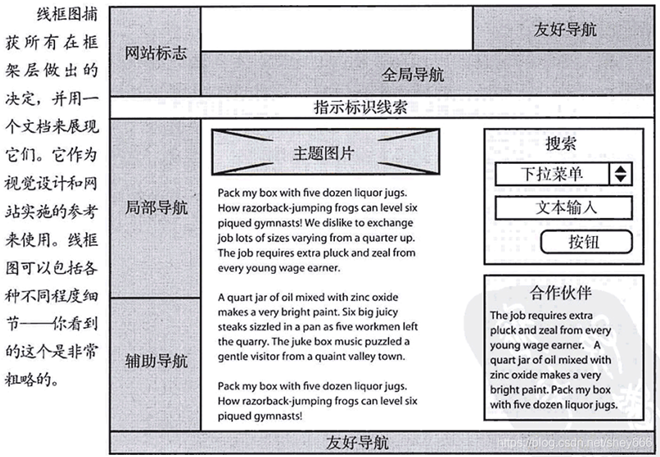 线框图捕
获所有在框
架层做出的
决定，并用一
个文档来展现
它们。它作为
视觉设计和网
站实施的参考
来使用。线框
图可以包括各
种不同程度细
节——你看到
的这个是非常
粗略的。
网站标志
友好导航
全局导航
指示标识线索
局部导航
辅助导航
主题图片
Pack my box with five dozen liquor jugs.
How razorback-jumping frogs can level six
piqued gymnasts! We dislike to exchange
job lots of sizes varying from a quarter up.
The job requires extra pluck and zeal from
every young wage earner.
A quart jar of oil mixed with zinc oxide
makes a very bright paint. Six big juicy
steaks sizzled in a pan as five workmen left
the quarry. The juke box music puzzled a
gentle visitor from a quaint valley town.
Pack my box with five dozen liquor jugs.
How razorback-jumping frogs can level six
piqued gymnasts!
搜索
下拉菜单
文本输入
按钮
合作伙伴
The job requires extra
pluck and zeal from every
young wage earner. A
quart jar of oil mixed with
zinc oxide makes a very
bright paint. Pack my box
with five dozen liquor jugs.
友好导航
https://blog.csdn.net/shey066